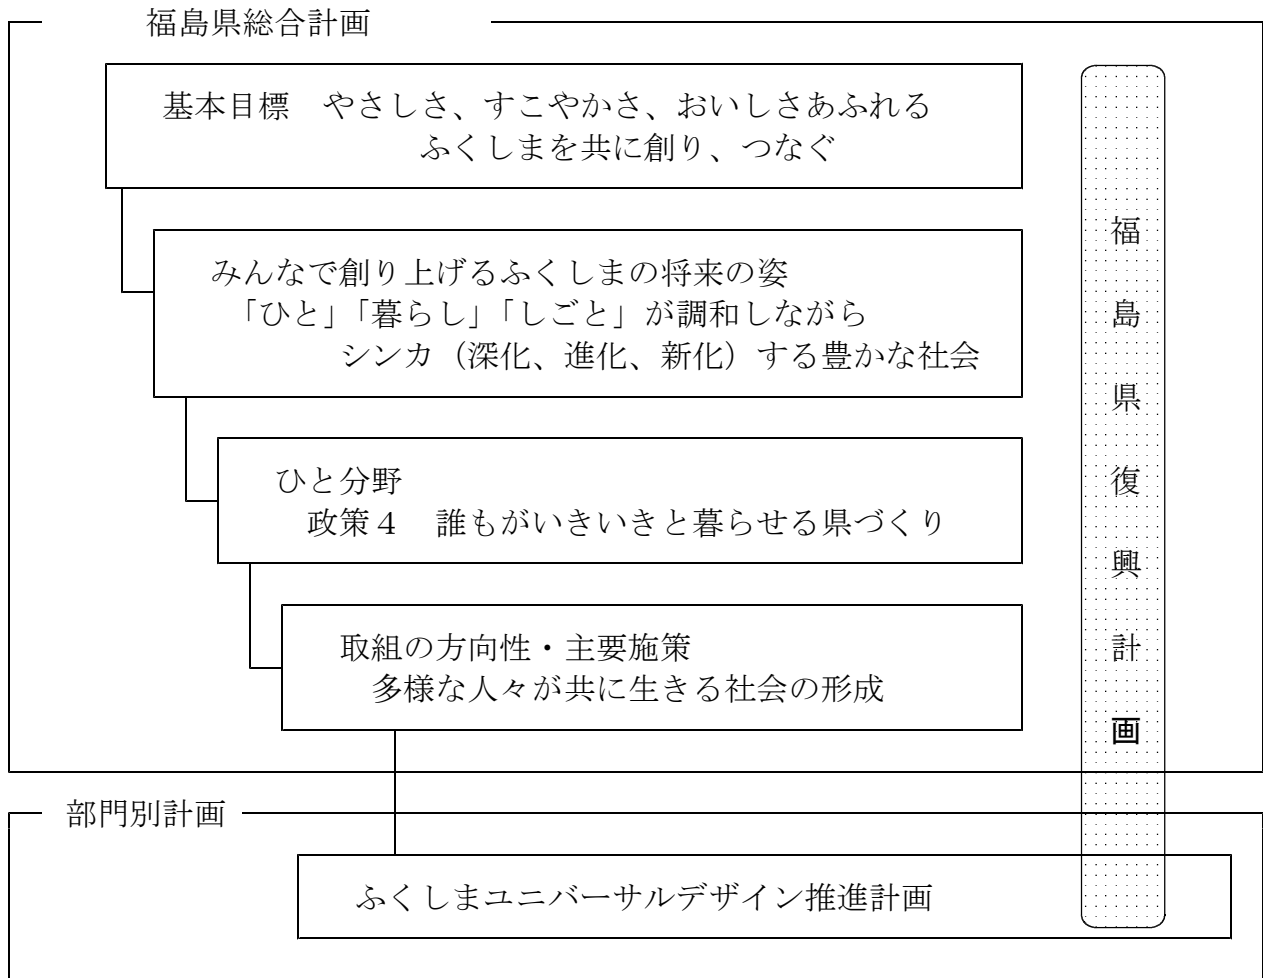 福島県総合計画
基本目標　やさしさ、すこやかさ、おいしさあふれる
ふくしまを共に創り、つなぐ
みんなで創り上げるふくしまの将来の姿
「ひと」「暮らし」「しごと」が調和しながら
シンカ（深化、進化、新化）する豊かな社会
ひと分野
政策４　誰もがいきいきと暮らせる県づくり
取組の方向性・主要施策
多様な人々が共に生きる社会の形成
福島県復興計画
部門別計画
ふくしまユニバーサルデザイン推進計画